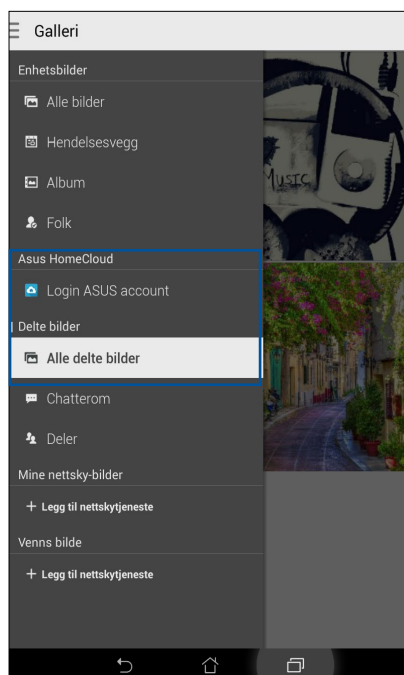 Galleri
Enhetsbilder
Alle bilder
Hendelsesvegg
Album
Folk
Asus HomeCloud
Login ASUS account
Delte bilder
Alle delte bilder
Chatterom
Deler
Mine nettsky-bilder
+ Legg til nettskytjeneste
Venns bilde
+ Legg til nettskytjeneste
MUSIC